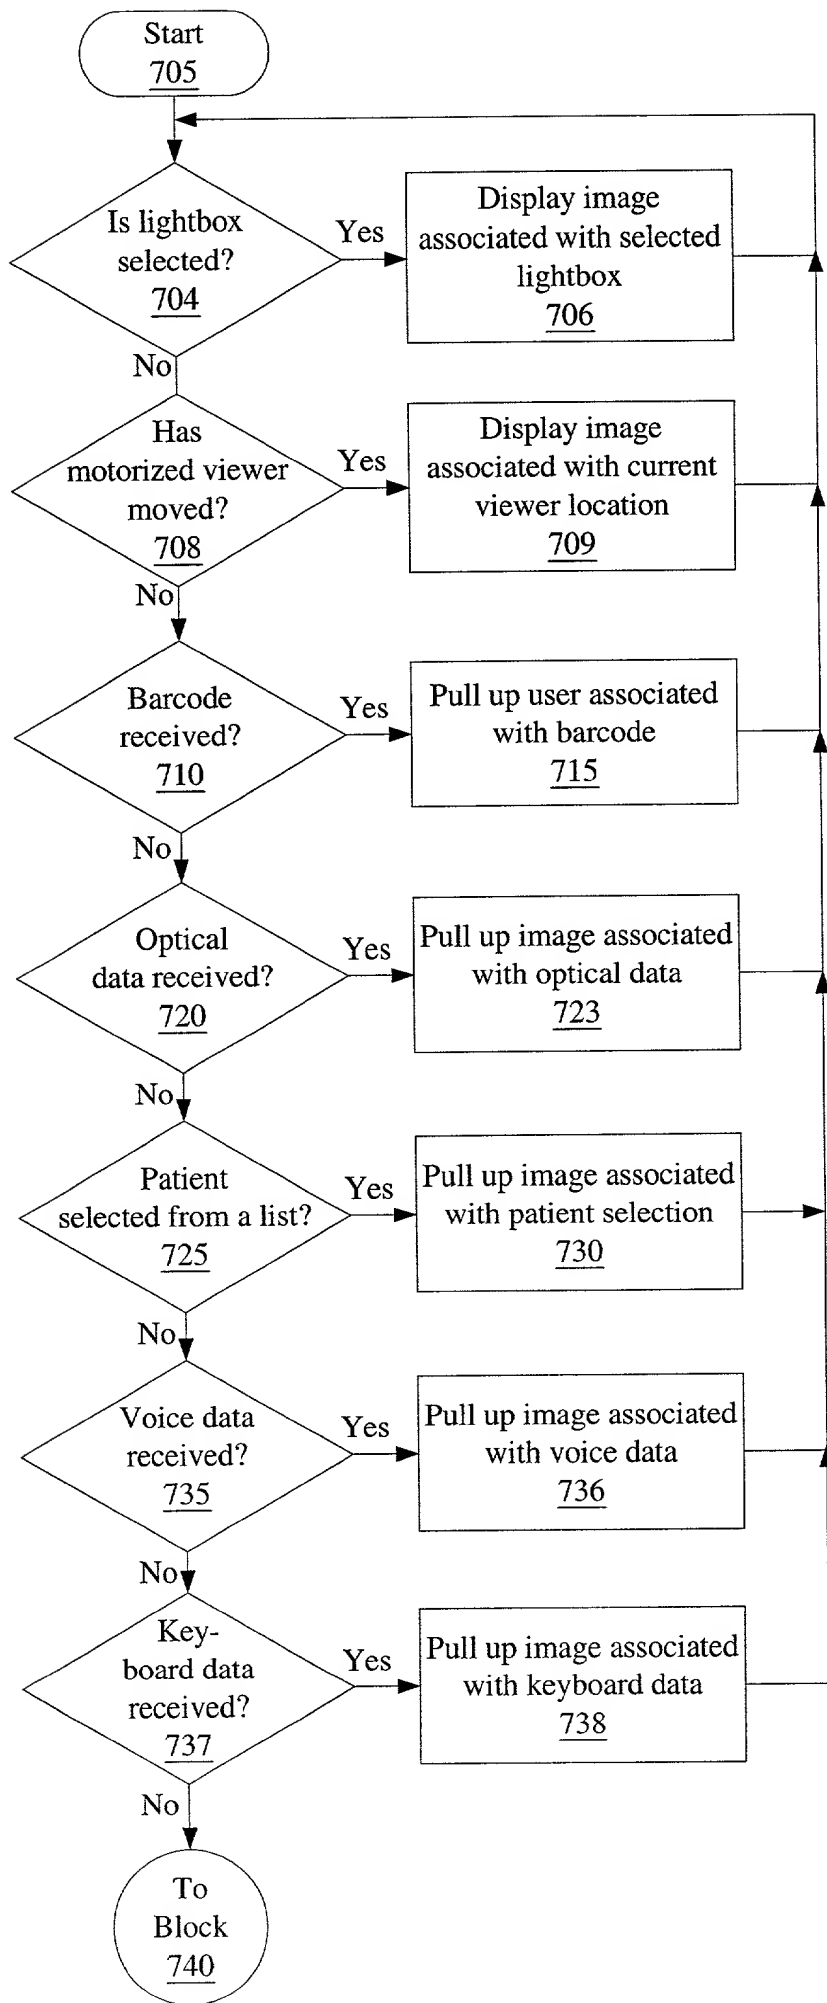 Start
705
Is lightbox
selected?
704
Yes
Display image
associated with selected
lightbox
706
No
Has
motorized viewer
moved?
708
Yes
Display image
associated with current
viewer location
709
No
Barcode
received?
710
Yes
Pull up user associated
with barcode
715
No
Optical
data received?
720
Yes
Pull up image associated
with optical data
723
No
Patient
selected from a list?
725
Yes
Pull up image associated
with patient selection
730
No
Voice data
received?
735
Yes
Pull up image associated
with voice data
736
No
Key-
board data
received?
737
Yes
Pull up image associated
with keyboard data
738
No
To
Block
740